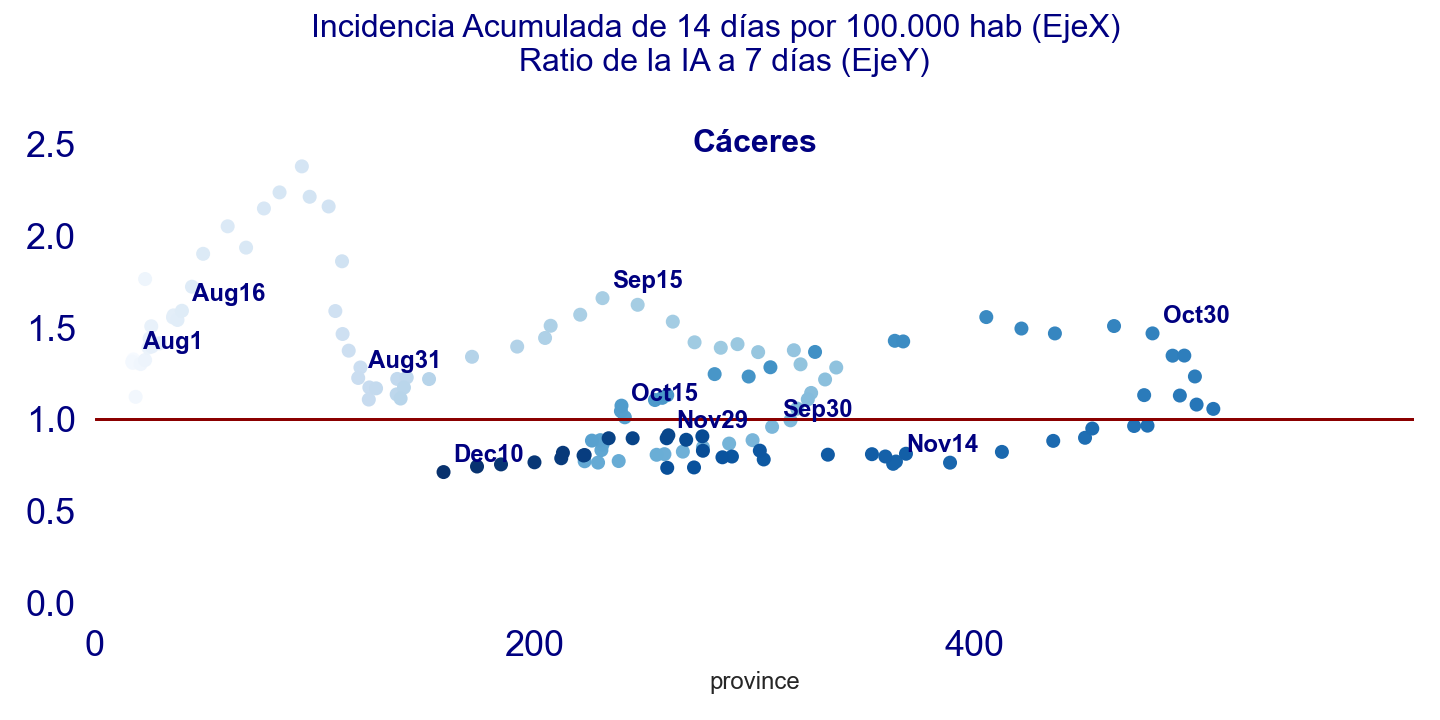 Incidencia Acumulada de 14 días por 100.000 hab (EjeX)
Ratio de la IA a 7 días (EjeY)
Cáceres
2.5
2.0
1.5
1.0
0.5
0.0
Aug1
Aug16
Aug31
Sep15
Sep30
Oct15
Oct30
Nov14
Nov29
Dec10
0
200
400
province